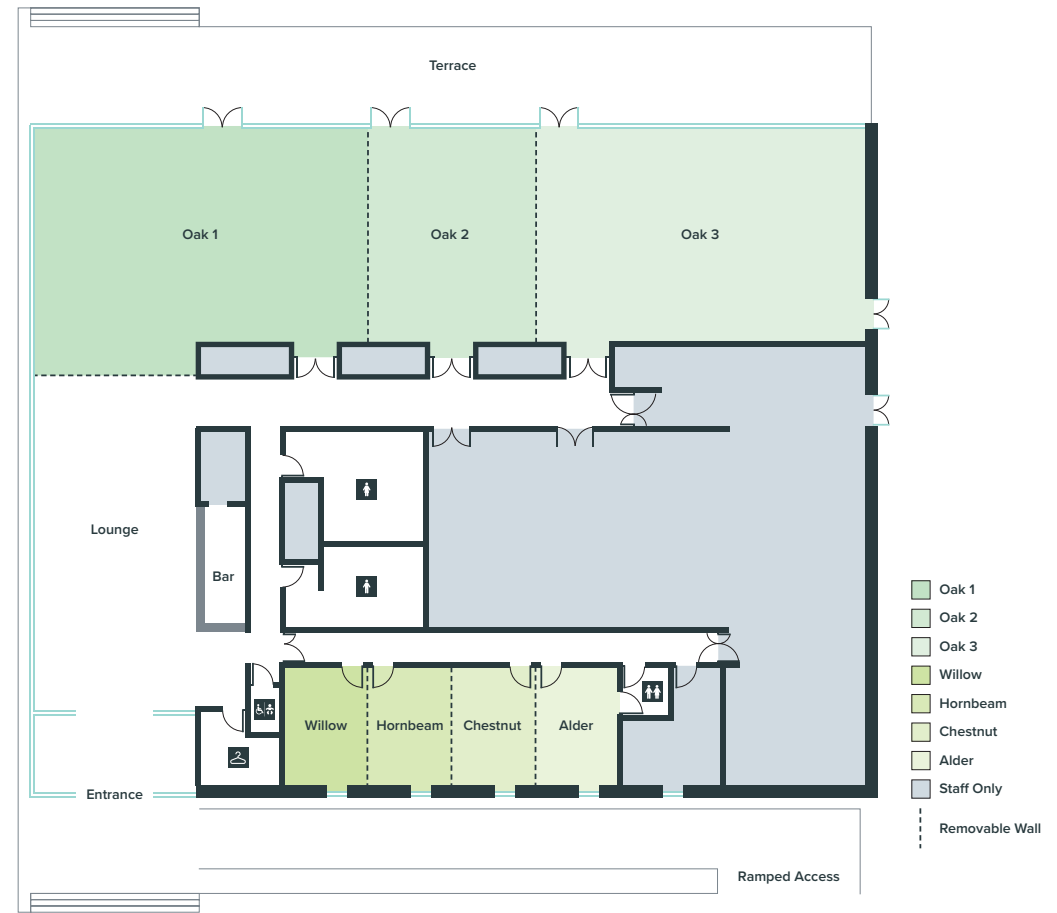 Terrace
Oak 1
Oak 2
Oak 3
Lounge
Bar
Willow
Hornbeam
Chestnut
Alder
Entrance
Ramped Access
Oak 1
Oak 2
Oak 3
Willow
Hornbeam
Chestnut
Alder
Staff Only
Removable Wall